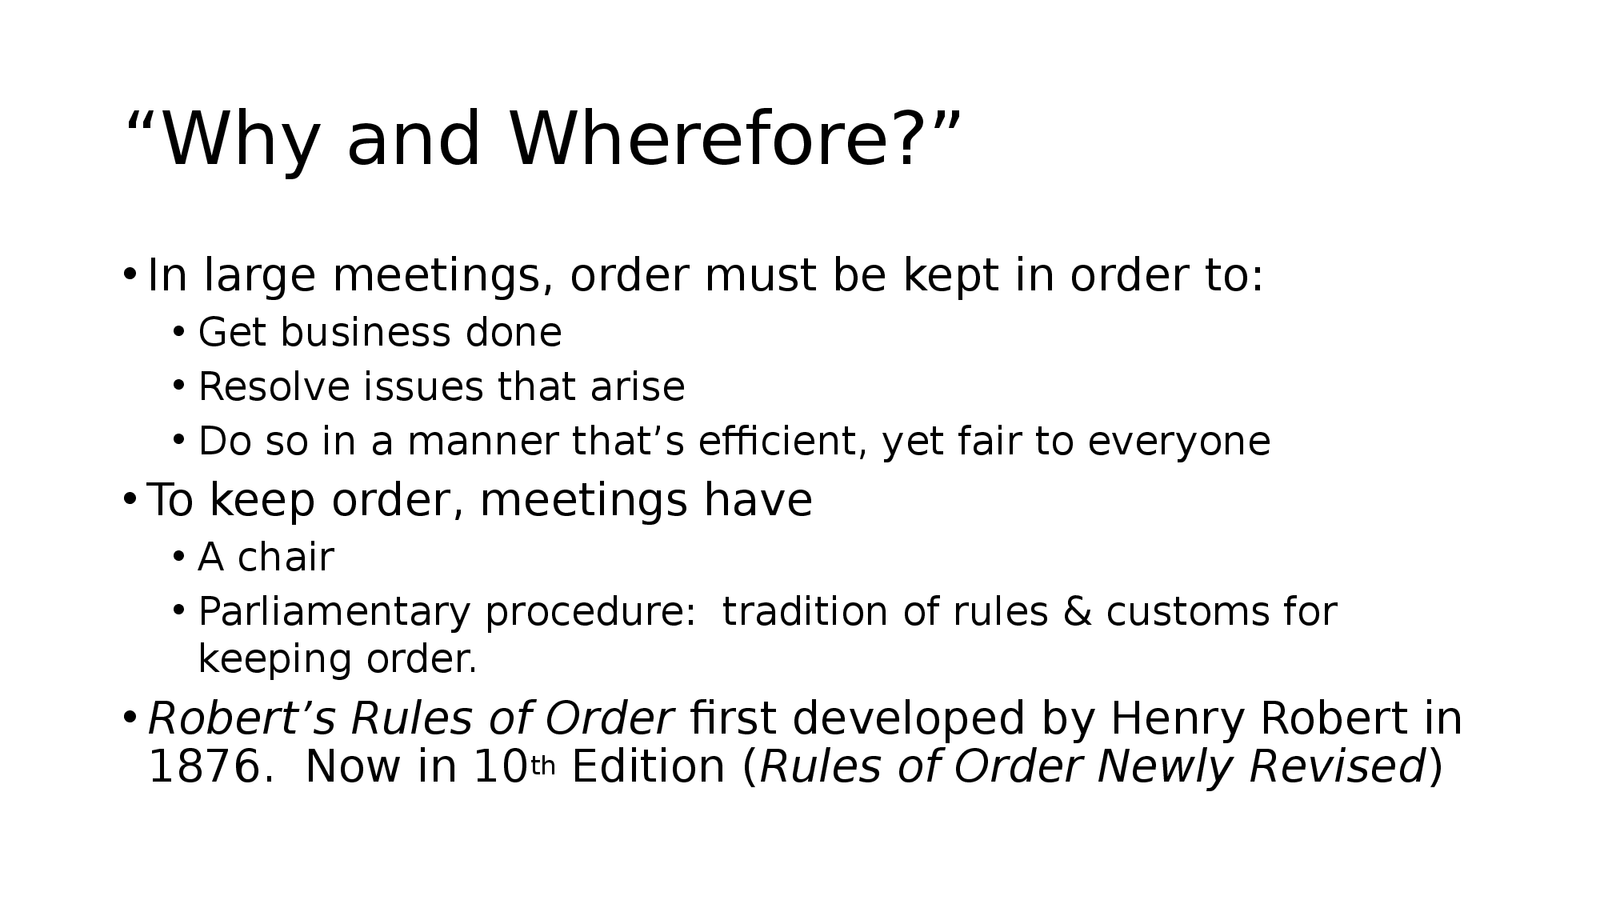 “Why and Wherefore?”
• In large meetings, order must be kept in order to:
• Get business done
• Resolve issues that arise
• Do so in a manner that’s efficient, yet fair to everyone
• To keep order, meetings have
• A chair
• Parliamentary procedure:  tradition of rules & customs for
keeping order.
• Robert’s Rules of Order first developed by Henry Robert in
1876.  Now in 10th Edition (Rules of Order Newly Revised)